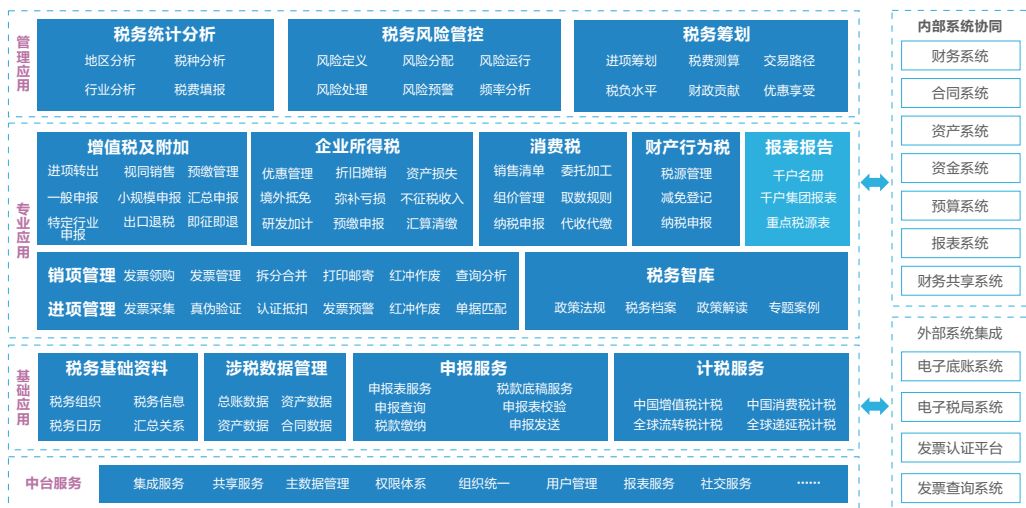 管理应用
税务统计分析
地区分析 税种分析
行业分析 税费填报
税务风险管控
风险定义 风险分配 风险运行
风险处理 风险预警 频率分析
税务筹划
进项筹划 税费测算 交易路径
税负水平 财政贡献 优惠享受
专业应用
增值税及附加
进项转出 视同销售 预缴管理
一般申报 小规模申报 汇总申报
特定行业申报 出口退税 即征即退
企业所得税
优惠管理 折旧摊销 资产损失
境外抵免 弥补亏损 不征税收入
研发加计 预缴申报 汇算清缴
消费税
销售清单 委托加工
组价管理 取数规则
纳税申报 代收代缴
财产行为税
税源管理
减免登记
纳税申报
报表报告
千户名册
千户集团报表
重点税源表
销项管理 发票领购 发票管理 拆分合并 打印邮寄 红冲作废 查询分析
进项管理 发票采集 真伪验证 认证抵扣 发票预警 红冲作废 单据匹配
税务智库
政策法规 税务档案 政策解读 专题案例
基础应用
税务基础资料
税务组织 税务信息
税务日历 汇总关系
涉税数据管理
总账数据 资产数据
资产数据 合同数据
申报服务
申报表服务 税款底稿服务
申报查询 申报表校验
税款缴纳 申报发送
计税服务
中国增值税计税 中国消费税计税
全球流转税计税 全球递延税计税
中台服务
集成服务 共享服务 主数据管理 权限体系 组织统一 用户管理 报表服务 社交服务 ······
内部系统协同
财务系统
合同系统
资产系统
资金系统
预算系统
报表系统
财务共享系统
外部系统集成
电子底账系统
电子税局系统
发票认证平台
发票查询系统